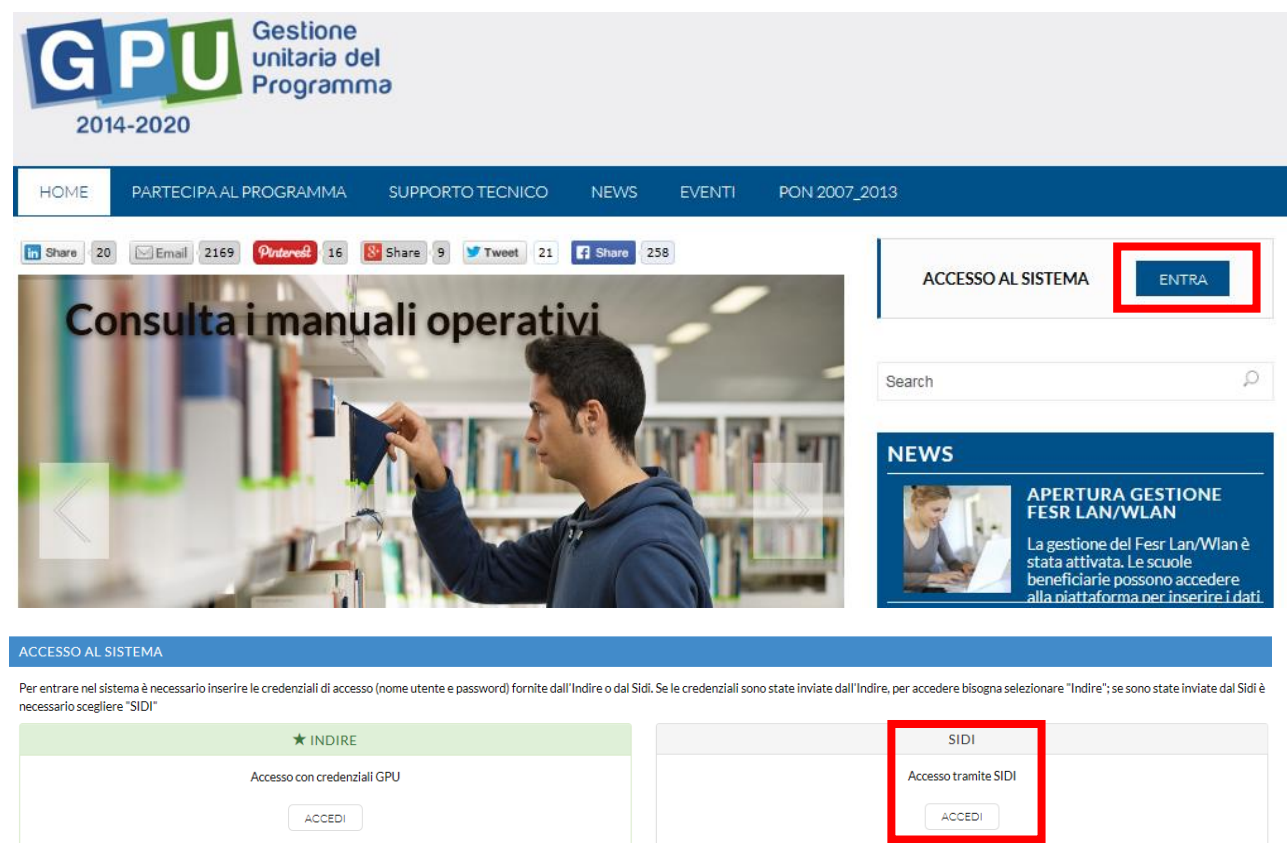 GPU
Gestione
unitaria del
Programma
2014-2020
HOME PARTECIPA AL PROGRAMMA SUPPORTO TECNICO NEWS EVENTI PON 2007_2013
Share 20 Email 2169 Pinterest 16 Share 9 Tweet 21 Share 258
Consulta i manuali operativi
ACCESSO AL SISTEMA ENTRA
Search
NEWS
APERTURA GESTIONE
FESR LAN/WLAN
La gestione del Fesr Lan/Wlan è
stata attivata. Le scuole
beneficiarie possono accedere
alla piattaforma per inserire i dati
ACCESSO AL SISTEMA
Per entrare nel sistema è necessario inserire le credenziali di accesso (nome utente e password) fornite dall'Indire o dal Sidi. Se le credenziali sono state inviate dall'Indire, per accedere bisogna selezionare "Indire"; se sono state inviate dal Sidi è
necessario scegliere "SIDI"
★ INDIRE
Accesso con credenziali GPU
ACCEDI
SIDI
Accesso tramite SIDI
ACCEDI